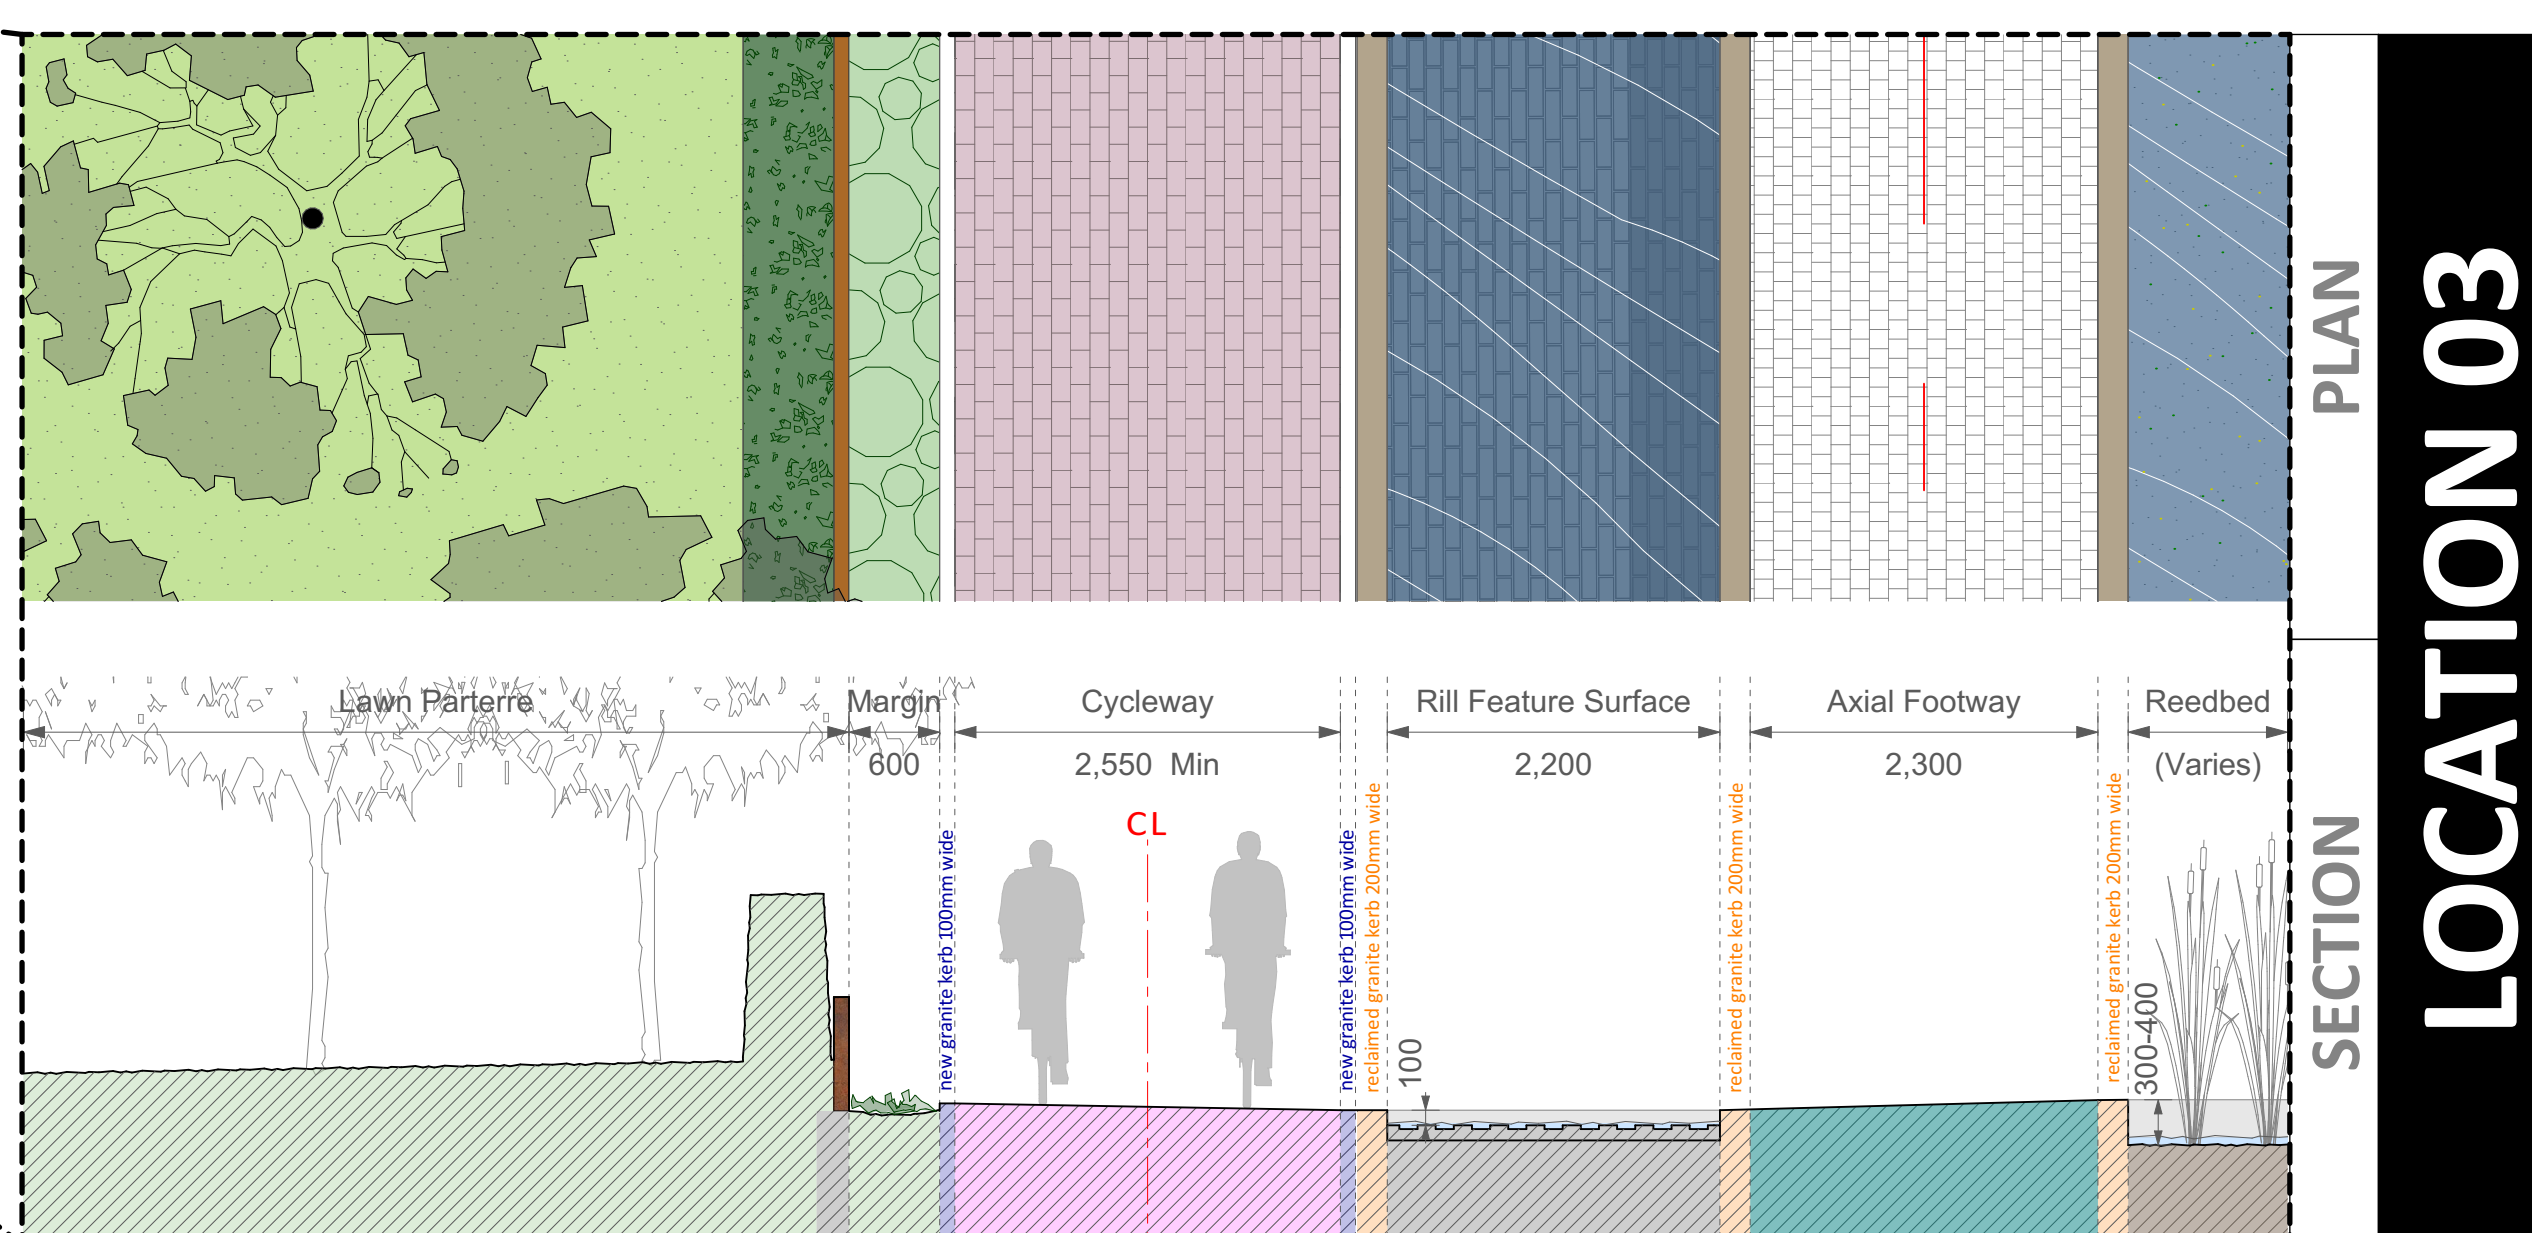 PLAN
LOCATION 03
Lawn Parterre
Margin
Cycleway
Rill Feature Surface
Axial Footway
Reedbed
600
2,550 Min
2,200
2,300
(Varies)
CL
new granite kerb 100mm wide
new granite kerb 100mm wide
reclaimed granite kerb 200mm wide
reclaimed granite kerb 200mm wide
reclaimed granite kerb 200mm wide
100
300-400
SECTION